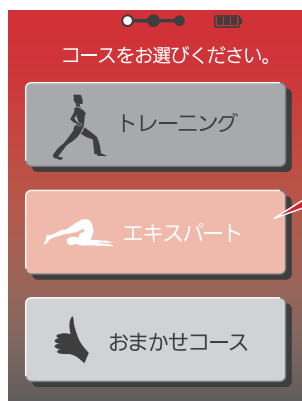 コースをお選びください。
トレーニング
エキスパート
おまかせコース